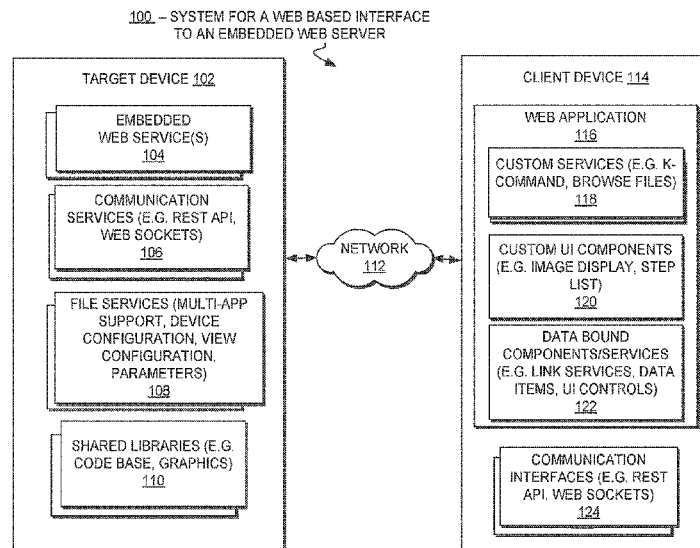 100 – SYSTEM FOR A WEB BASED INTERFACE
TO AN EMBEDDED WEB SERVER
TARGET DEVICE 102
EMBEDDED
WEB SERVICE(S)
104
COMMUNICATION
SERVICES (E.G. REST API,
WEB SOCKETS)
106
FILE SERVICES (MULTI-APP
SUPPORT, DEVICE
CONFIGURATION, VIEW
CONFIGURATION,
PARAMETERS)
108
SHARED LIBRARIES (E.G.
CODE BASE, GRAPHICS)
110
NETWORK
112
CLIENT DEVICE 114
WEB APPLICATION
116
CUSTOM SERVICES (E.G. K-
COMMAND, BROWSE FILES)
118
CUSTOM UI COMPONENTS
(E.G. IMAGE DISPLAY, STEP
LIST)
120
DATA BOUND
COMPONENTS/SERVICES
(E.G. LINK SERVICES, DATA
ITEMS, UI CONTROLS)
122
COMMUNICATION
INTERFACES (E.G. REST
API, WEB SOCKETS)
124